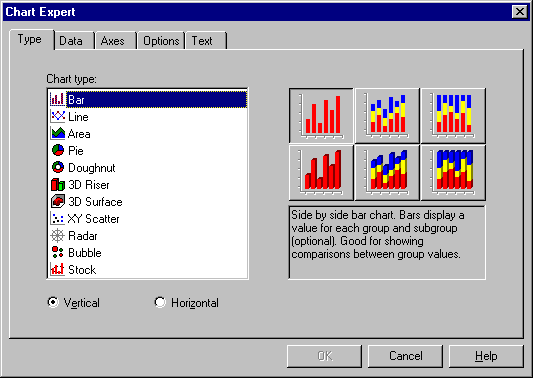 Chart Expert
Type Data Axes Options Text
Chart type:
Bar
Line
Area
Pie
Doughnut
3D Riser
3D Surface
XY Scatter
Radar
Bubble
Stock
Side by side bar chart. Bars display a
value for each group and subgroup
(optional). Good for showing
comparisons between group values.
Vertical Horizontal
OK Cancel Help